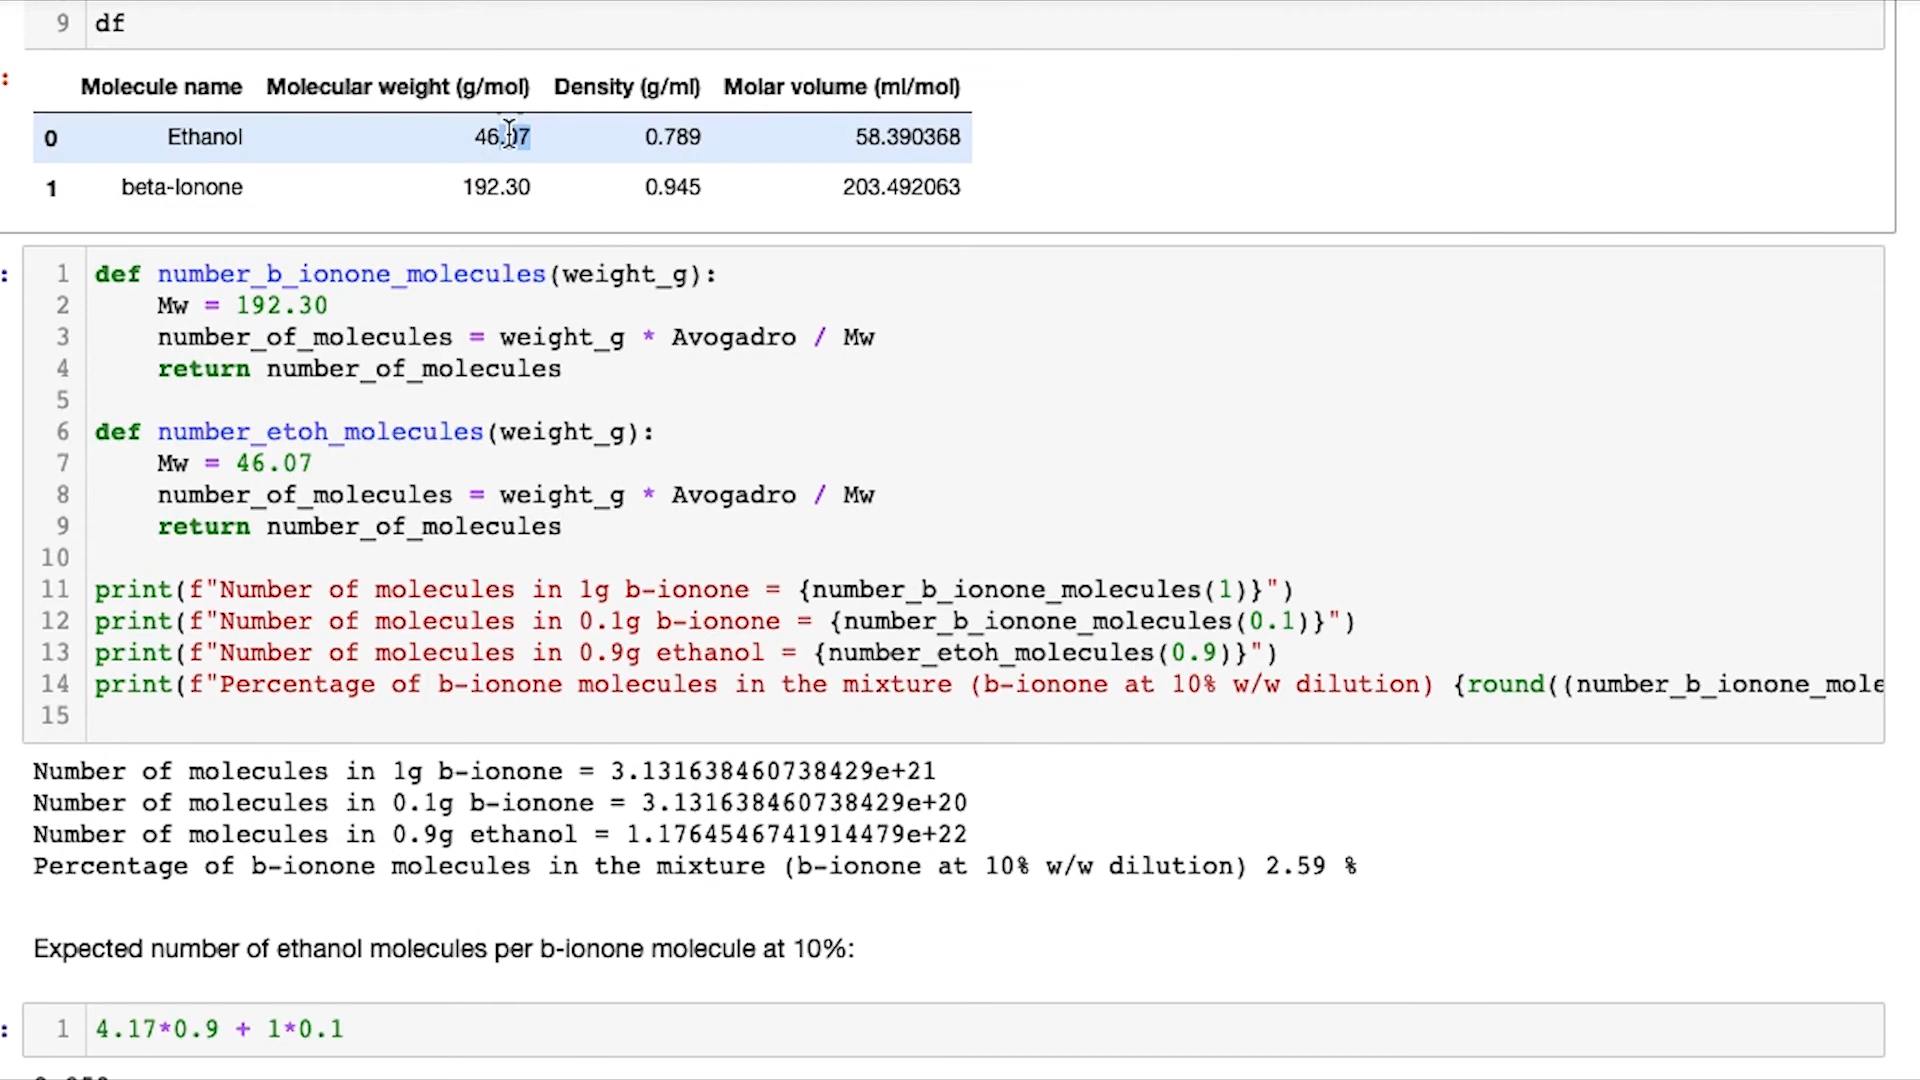 9 df
Molecule name Molecular weight (g/mol) Density (g/ml) Molar volume (ml/mol)
0 Ethanol 46.07 0.789 58.390368
1 beta-Ionone 192.30 0.945 203.492063
1 def number_b_ionone_molecules(weight_g):
2 Mw = 192.30
3 number_of_molecules = weight_g * Avogadro / Mw
4 return number_of_molecules
5
6 def number_etoh_molecules(weight_g):
7 Mw = 46.07
8 number_of_molecules = weight_g * Avogadro / Mw
9 return number_of_molecules
10
11 print(f"Number of molecules in 1g b-ionone = {number_b_ionone_molecules(1)}")
12 print(f"Number of molecules in 0.1g b-ionone = {number_b_ionone_molecules(0.1)}")
13 print(f"Number of molecules in 0.9g ethanol = {number_etoh_molecules(0.9)}")
14 print(f"Percentage of b-ionone molecules in the mixture (b-ionone at 10% w/w dilution) {round((number_b_ionone_mole
15
Number of molecules in 1g b-ionone = 3.131638460738429e+21
Number of molecules in 0.1g b-ionone = 3.131638460738429e+20
Number of molecules in 0.9g ethanol = 1.1764546741914479e+22
Percentage of b-ionone molecules in the mixture (b-ionone at 10% w/w dilution) 2.59 %
Expected number of ethanol molecules per b-ionone molecule at 10%:
1 4.17*0.9 + 1*0.1